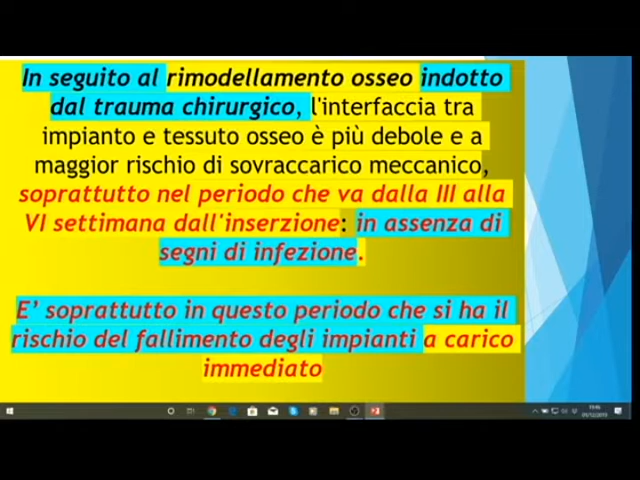 In seguito al rimodellamento osseo indotto
dal trauma chirurgico, l'interfaccia tra
impianto e tessuto osseo è più debole e a
maggior rischio di sovraccarico meccanico,
soprattutto nel periodo che va dalla III alla
VI settimana dall'inserzione: in assenza di
segni di infezione.
E' soprattutto in questo periodo che si ha il
rischio del fallimento degli impianti a carico
immediato